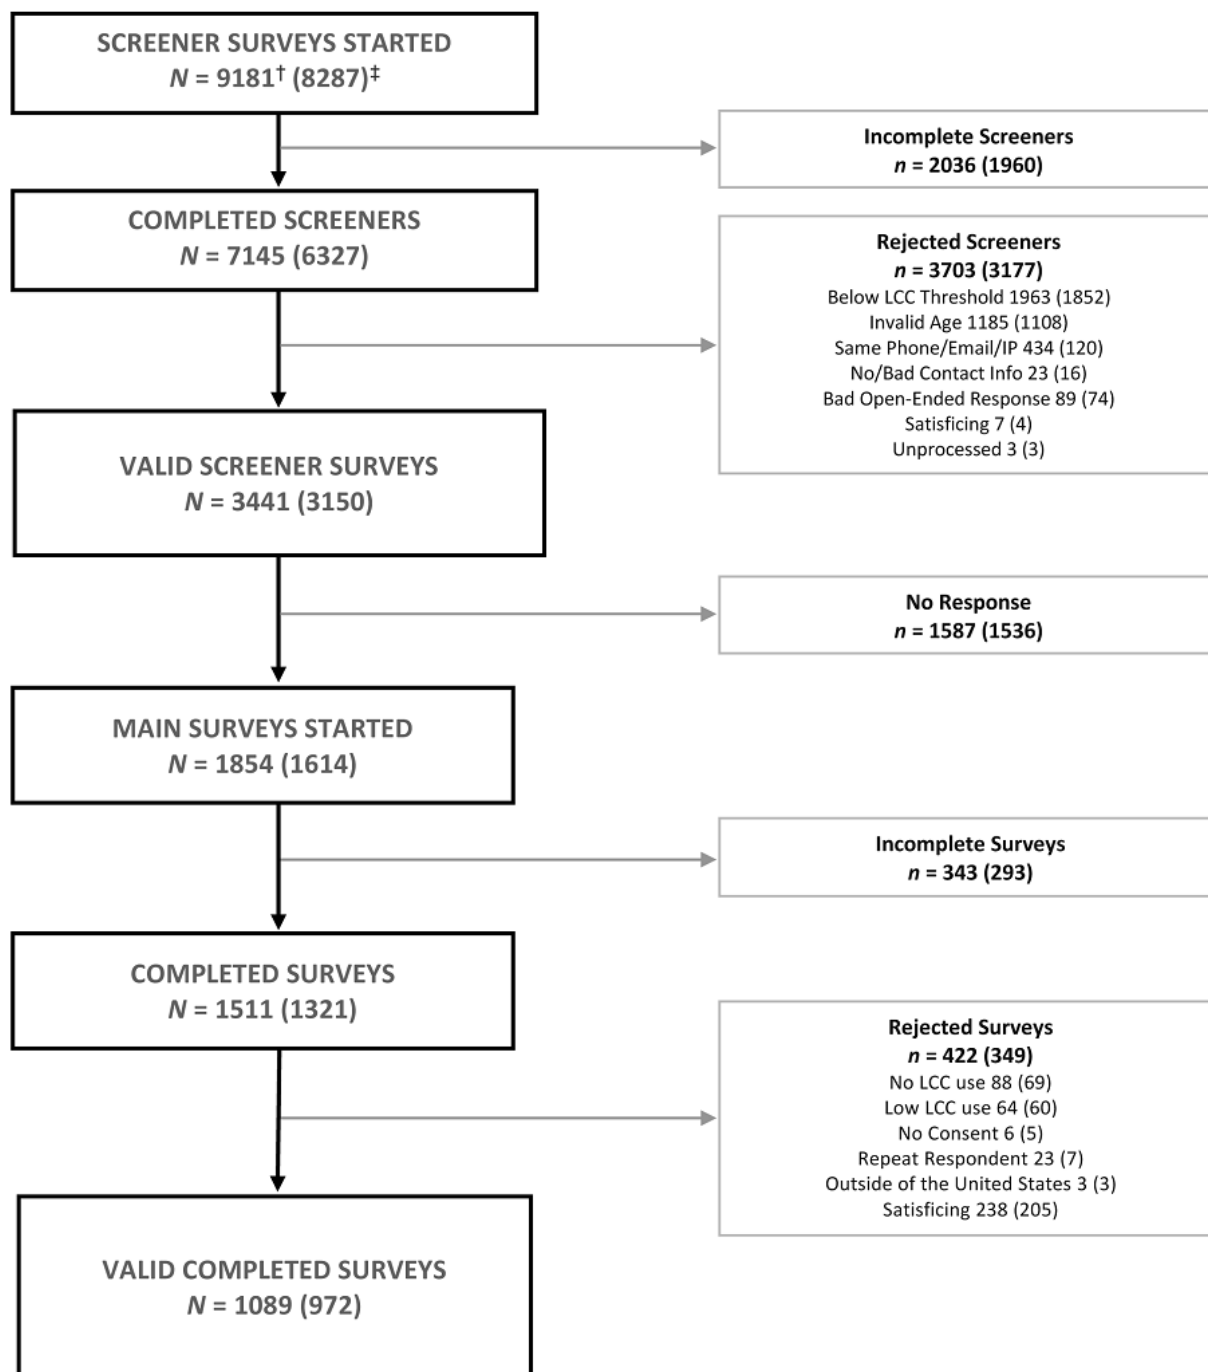 SCREENER SURVEYS STARTED
N = 9181† (8287)‡
Incomplete Screeners
n = 2036 (1960)
COMPLETED SCREENERS
N = 7145 (6327)
Rejected Screeners
n = 3703 (3177)
Below LCC Threshold 1963 (1852)
Invalid Age 1185 (1108)
Same Phone/Email/IP 434 (120)
No/Bad Contact Info 23 (16)
Bad Open-Ended Response 89 (74)
Satisficing 7 (4)
Unprocessed 3 (3)
VALID SCREENER SURVEYS
N = 3441 (3150)
No Response
n = 1587 (1536)
MAIN SURVEYS STARTED
N = 1854 (1614)
Incomplete Surveys
n = 343 (293)
COMPLETED SURVEYS
N = 1511 (1321)
Rejected Surveys
n = 422 (349)
No LCC use 88 (69)
Low LCC use 64 (60)
No Consent 6 (5)
Repeat Respondent 23 (7)
Outside of the United States 3 (3)
Satisficing 238 (205)
VALID COMPLETED SURVEYS
N = 1089 (972)